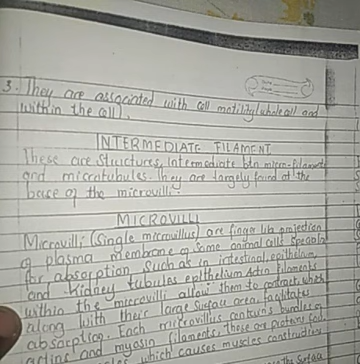 3. They are associated with cell motility (whole cell and
within the cell).
INTERMEDIATE FILAMENT
These are Structures, Intermediate btn micro-filaments
and microtubules. They are largely found at the
base of the microvilli.
MICROVILLI
Microvilli (Single microvillus) are finger like projection
of plasma membrane of some animal cells specialized
for absorption, such as in intestinal epithelium,
and kidney tubules epithelium. Actin filaments
within the microvilli allow them to contract, which
along with their large surface area, facilitates
absorption. Each microvillus contains bundles of
actins and myosin filaments, these are proteins
which causes muscles constructing
the surface